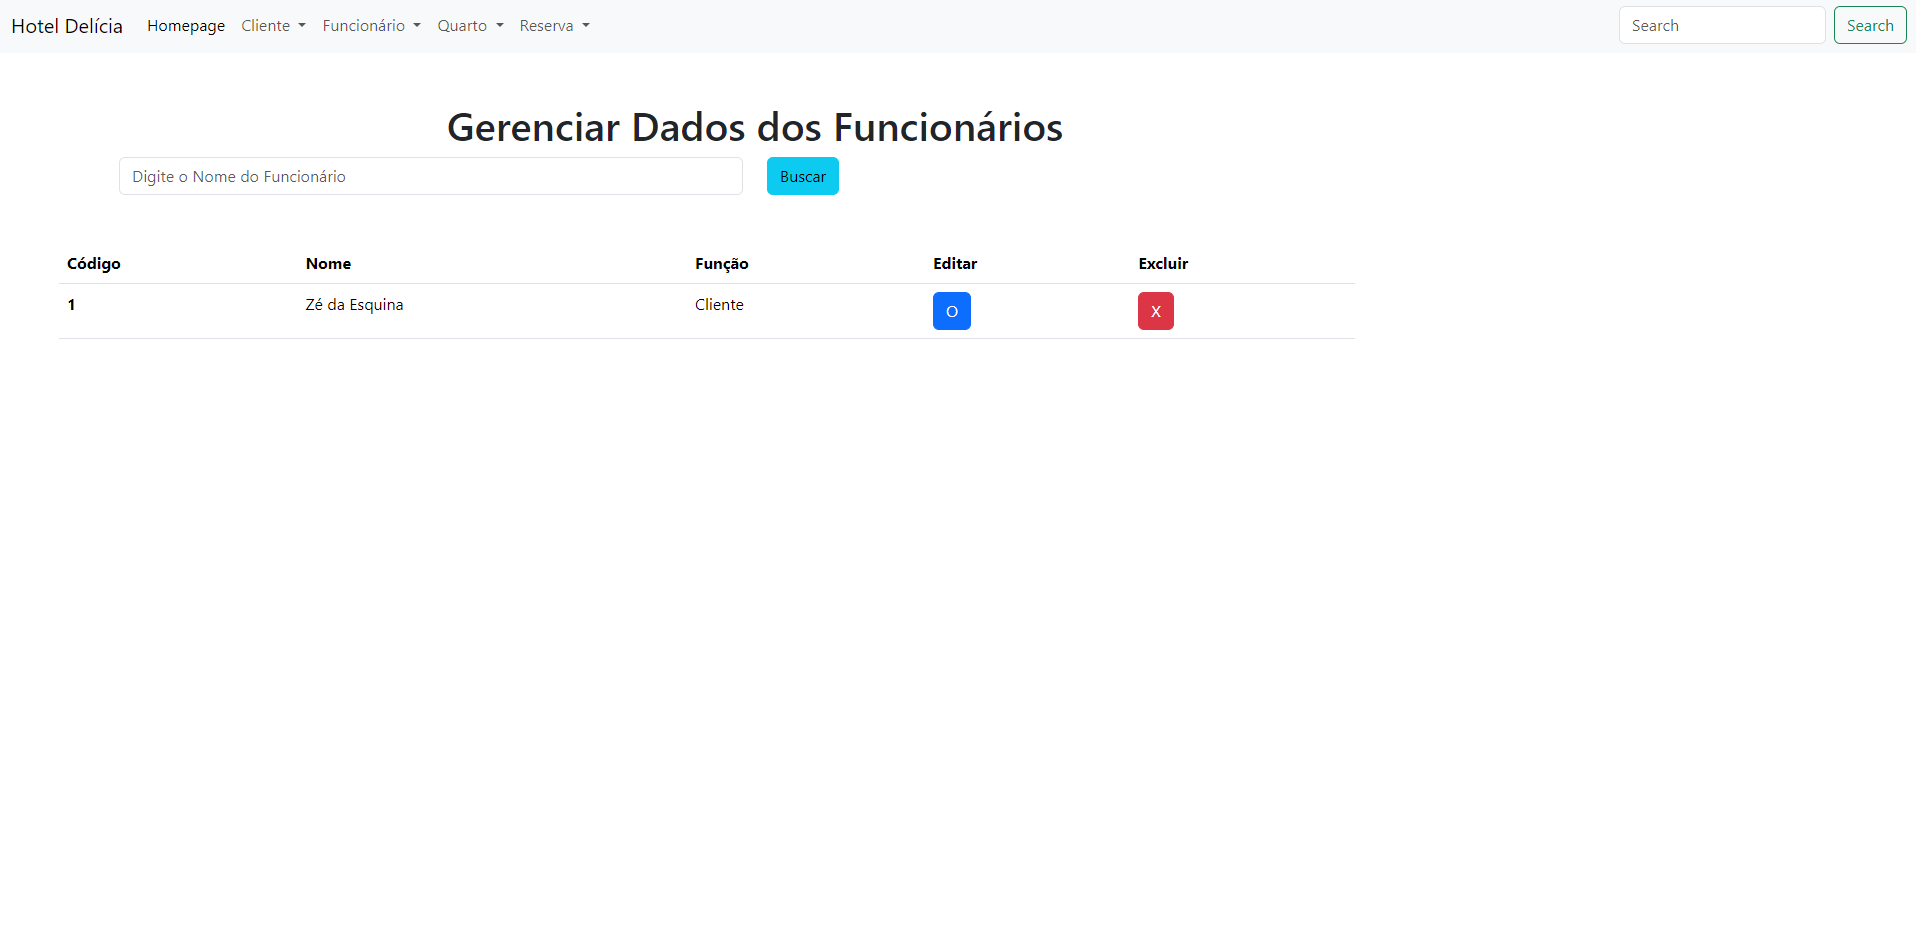 Hotel Delícia Homepage Cliente Funcionário Quarto Reserva Search Search
Gerenciar Dados dos Funcionários
Digite o Nome do Funcionário Buscar
Código Nome Função Editar Excluir
1 Zé da Esquina Cliente O X